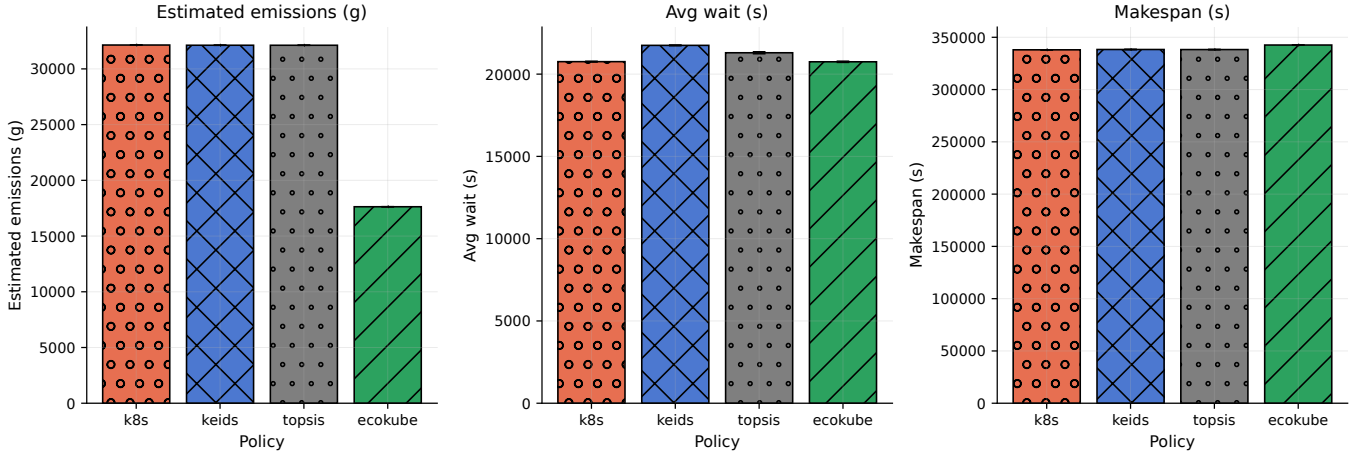 Estimated emissions (g)
Estimated emissions (g)
30000
25000
20000
15000
10000
5000
0
k8s keids topsis ecokube
Policy
Avg wait (s)
Avg wait (s)
20000
15000
10000
5000
0
k8s keids topsis ecokube
Policy
Makespan (s)
Makespan (s)
350000
300000
250000
200000
150000
100000
50000
0
k8s keids topsis ecokube
Policy